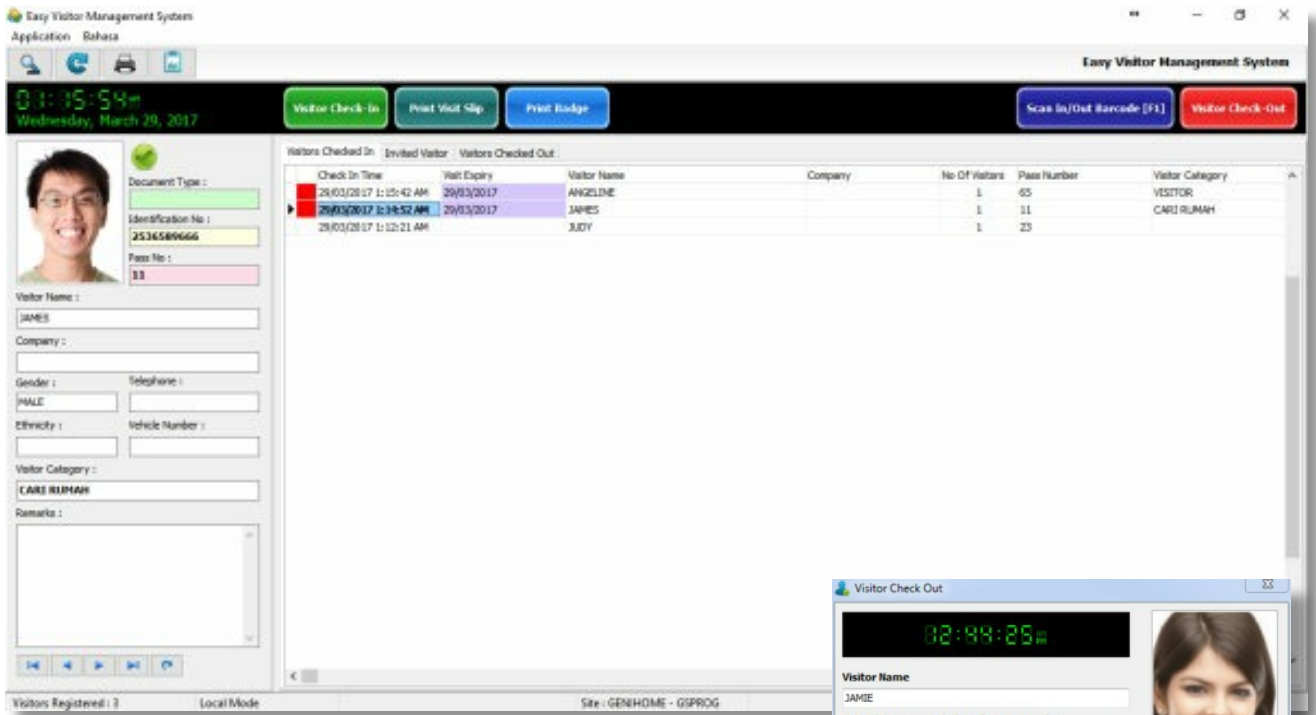 Easy Visitor Management System
Application Bahasa
Easy Visitor Management System
01:15:54
Wednesday, March 29, 2017
Visitor Check-In
Print Visit Slip
Print Badge
Scan In/Out Barcode [F1]
Visitor Check-Out
Visitors Checked In Invited Visitor Visitors Checked Out
Check In Time Visit Expiry Visitor Name Company No Of Visitors Pass Number Visitor Category
29/03/2017 1:15:42 AM 29/03/2017 ANGELINE 1 65 VISITOR
29/03/2017 1:14:52 AM 29/03/2017 JAMES 1 11 CARI RUMAH
29/03/2017 1:12:21 AM JUDY 1 23
Document Type :
Identification No :
2536589666
Pass No :
11
Visitor Name :
JAMES
Company :
Gender : Telephone :
MALE
Ethnicity : Vehicle Number :
Visitor Category :
CARI RUMAH
Remarks :
Visitors Registered : 3 Local Mode Site : GENIHOME - GSPROG
Visitor Check Out
12:44:25
Visitor Name
JAMIE